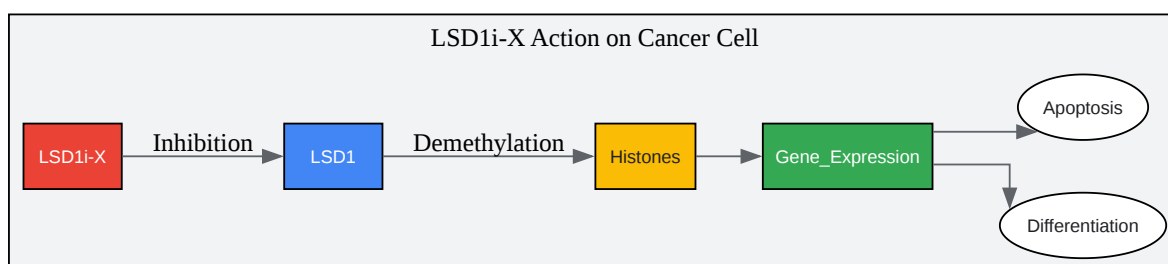 LSD1i-X Action on Cancer Cell
LSD1i-X
Inhibition
LSD1
Demethylation
Histones
Gene_Expression
Apoptosis
Differentiation